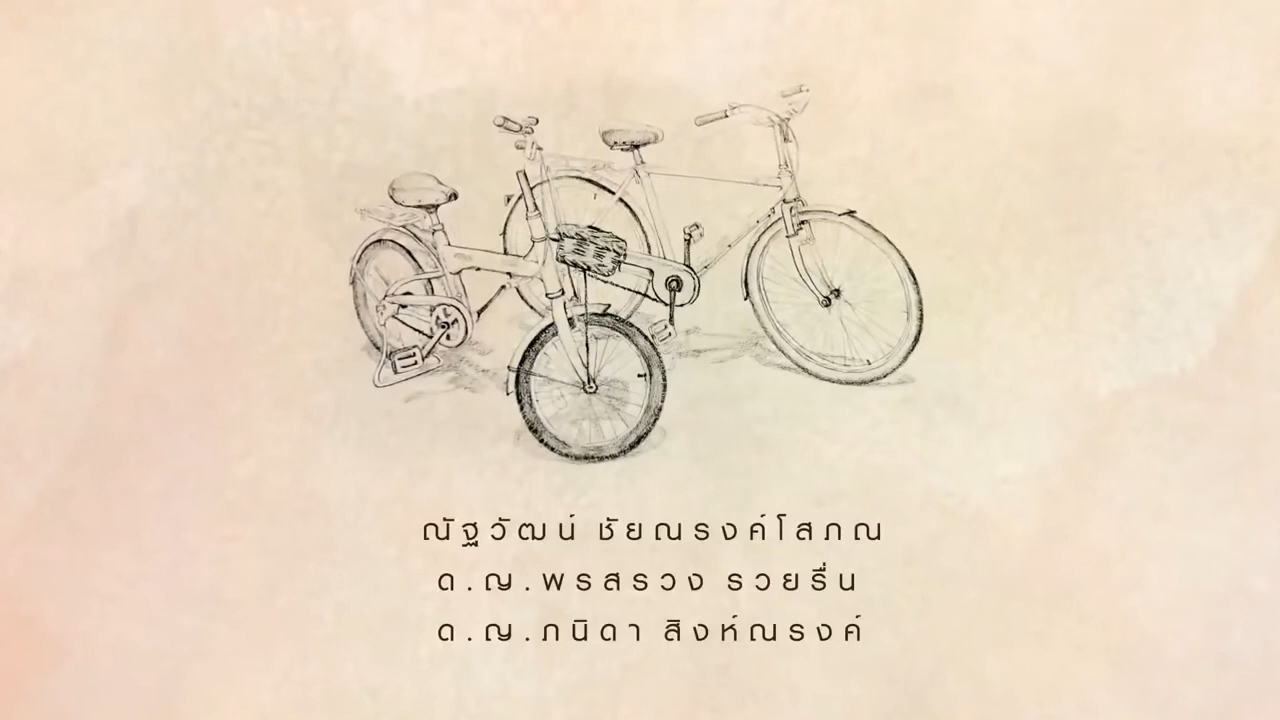 ณัฐวัฒน์ ชัยณรงค์โสภณ
ด.ญ.พรสรวง รวยรื่น
ด.ญ.ภนิดา สิงห์ณรงค์